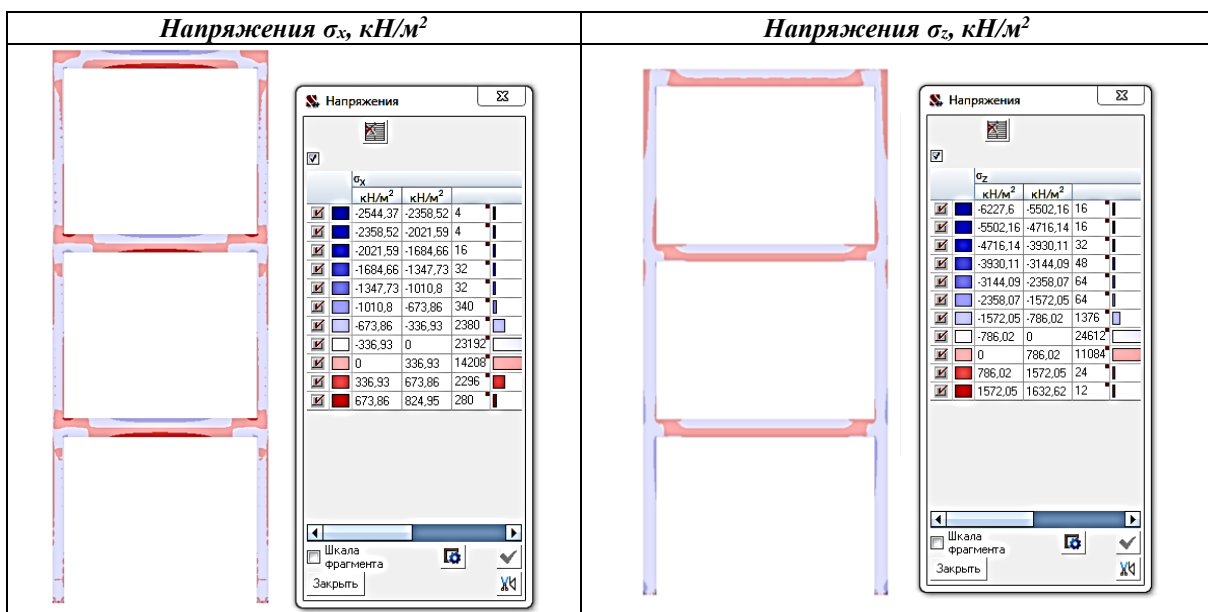 Напряжения σx, кН/м²
Напряжения σz, кН/м²
Напряжения
σx
кН/м² кН/м²
-2544,37 -2358,52 4
-2358,52 -2021,59 4
-2021,59 -1684,66 16
-1684,66 -1347,73 32
-1347,73 -1010,8 32
-1010,8 -673,86 340
-673,86 -336,93 2380
-336,93 0 23192
0 336,93 14208
336,93 673,86 2296
673,86 824,95 280
Шкала
фрагмента
Закрыть
Напряжения
σz
кН/м² кН/м²
-6227,6 -5502,16 16
-5502,16 -4716,14 16
-4716,14 -3930,11 32
-3930,11 -3144,09 48
-3144,09 -2358,07 64
-2358,07 -1572,05 64
-1572,05 -786,02 1376
-786,02 0 24612
0 786,02 11084
786,02 1572,05 24
1572,05 1632,62 12
Шкала
фрагмента
Закрыть